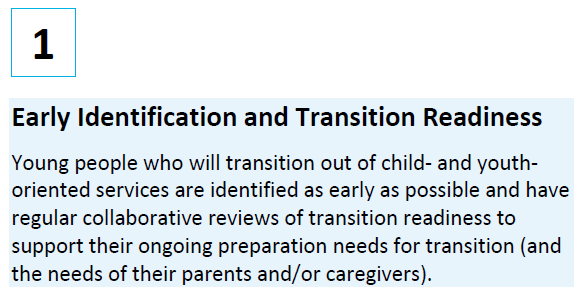 1
Early Identification and Transition Readiness
Young people who will transition out of child- and youth-
oriented services are identified as early as possible and have
regular collaborative reviews of transition readiness to
support their ongoing preparation needs for transition (and
the needs of their parents and/or caregivers).